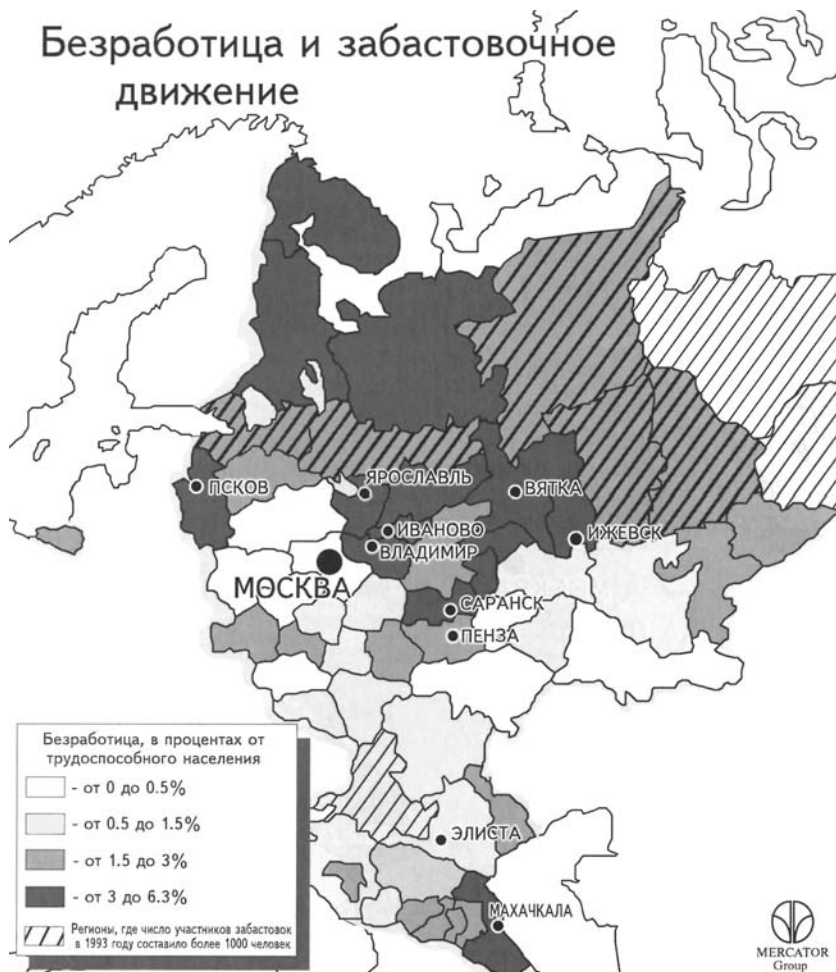 Безработица и забастовочное
движение
ПСКОВ
ЯРОСЛАВЛЬ
ВЯТКА
ИВАНОВО
ВЛАДИМИР
ИЖЕВСК
МОСКВА
САРАНСК
ПЕНЗА
Безработица, в процентах от
трудоспособного населения
- от 0 до 0.5%
- от 0.5 до 1.5%
- от 1.5 до 3%
- от 3 до 6.3%
Регионы, где число участников забастовок
в 1993 году составило более 1000 человек
ЭЛИСТА
МАХАЧКАЛА
MERCATOR
Group